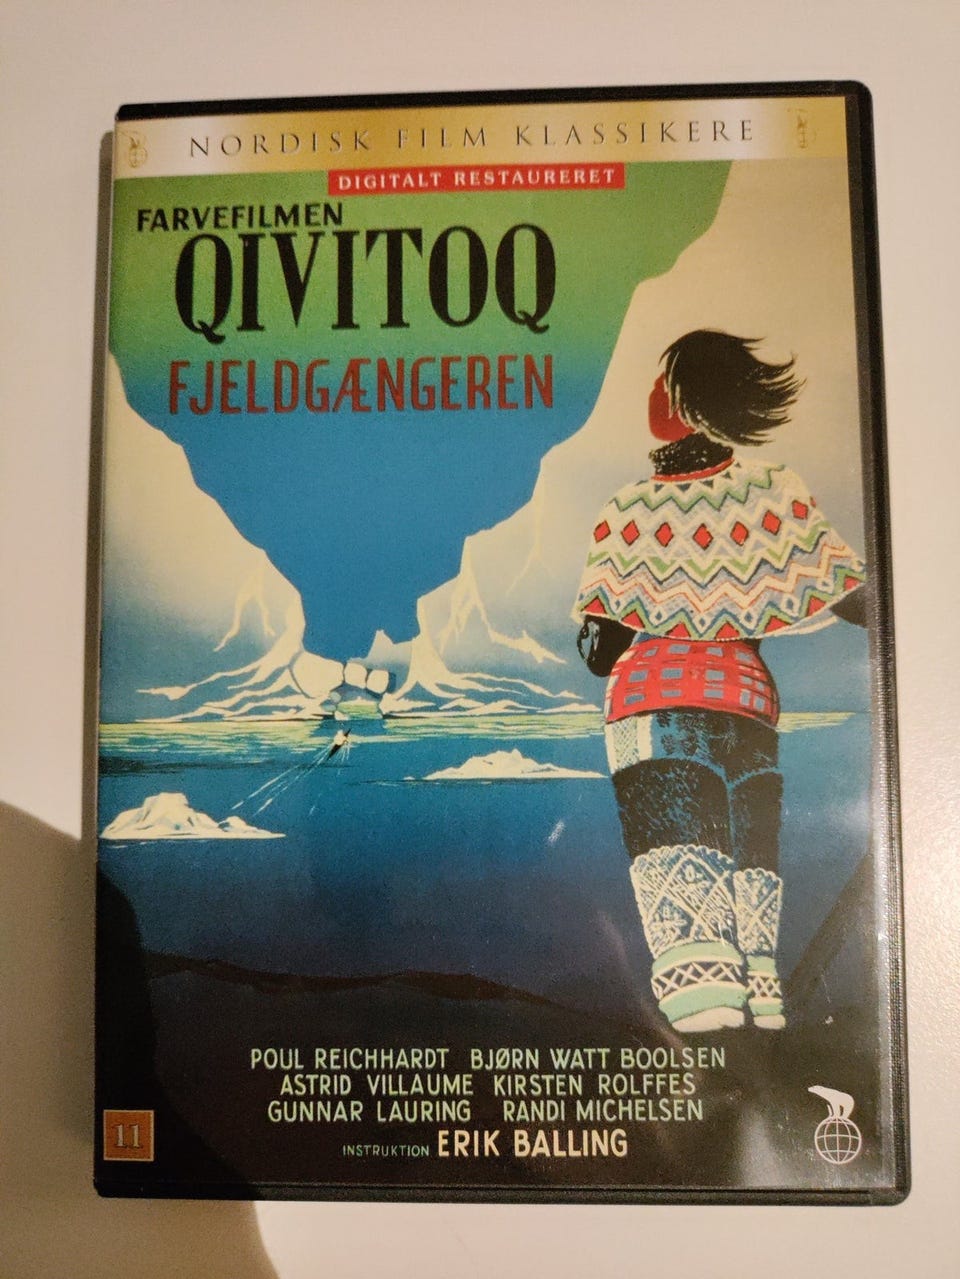 NORDISK FILM KLASSIKERE
DIGITALT RESTAURERET
FARVEFILMEN
QIVITOQ
FJELDGÆNGEREN
POUL REICHHARDT BJØRN WATT BOOLSEN
ASTRID VILLAUME KIRSTEN ROLFFES
GUNNAR LAURING RANDI MICHELSEN
INSTRUKTION ERIK BALLING
11